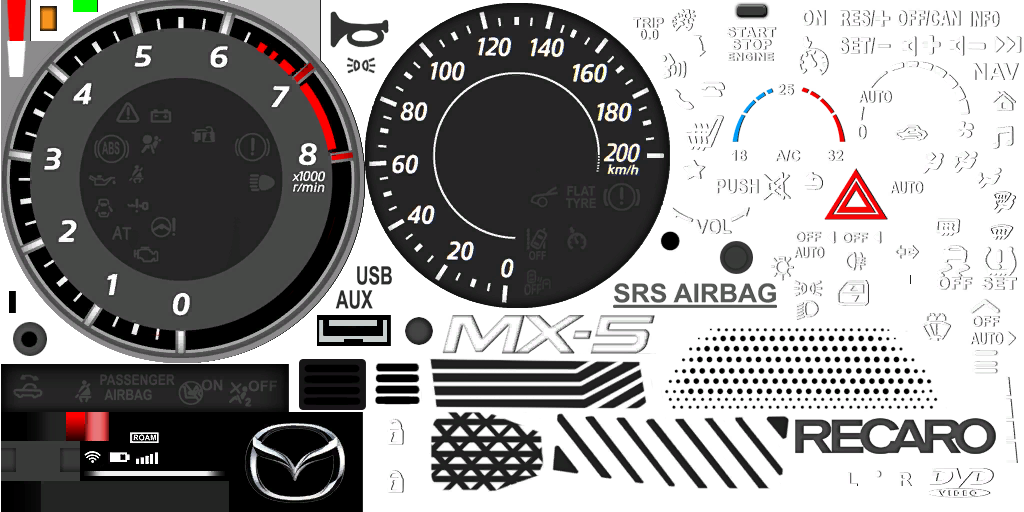 TRIP
0.0
START
STOP
ENGINE
ON RES/+ OFF/CAN INFO
SET/- + -
NAV
5 6
4 7
3 8
x1000
r/min
2
1 0
ABS
AT
120 140
100 160
80 180
60 200
km/h
40
20
0
FLAT
TYRE
OFF
OFF
25
18 A/C 32
AUTO
0
PUSH
VOL
AUTO
OFF | OFF |
AUTO
OFF SET
OFF
AUTO
USB
AUX
SRS AIRBAG
MX-5
PASSENGER
AIRBAG
ON OFF
2
ROAM
RECARO
L R
DVD
VIDEO